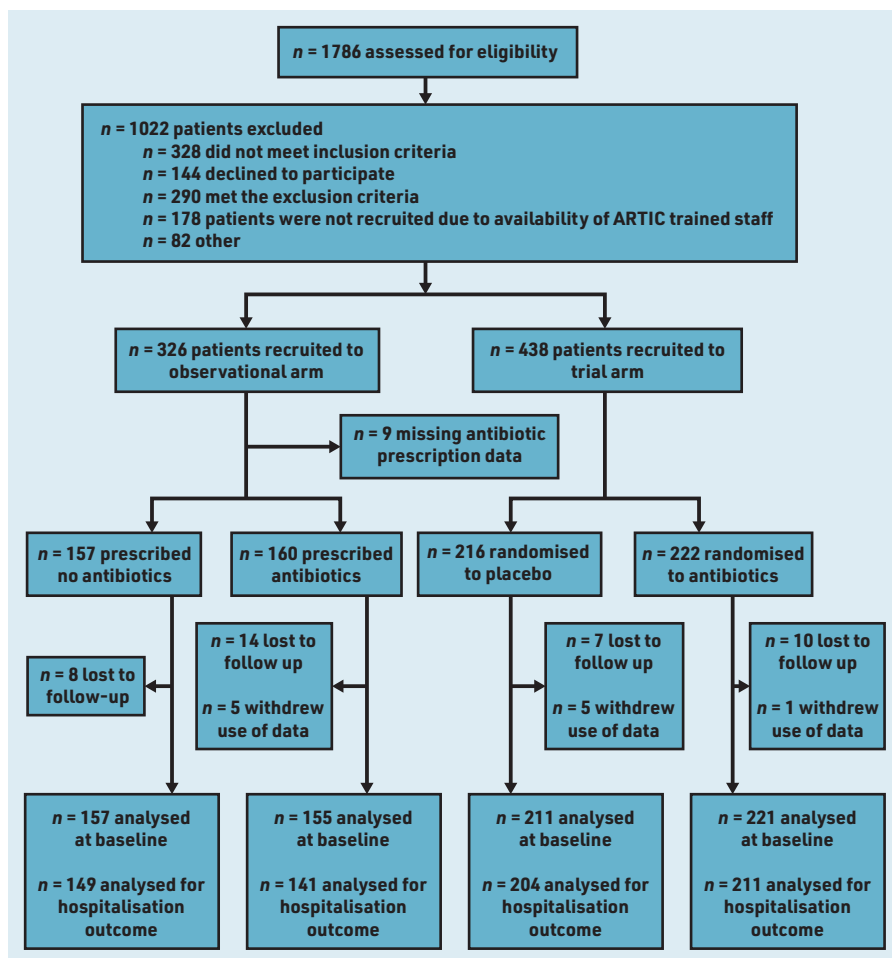 n = 1786 assessed for eligibility
n = 1022 patients excluded
n = 328 did not meet inclusion criteria
n = 144 declined to participate
n = 290 met the exclusion criteria
n = 178 patients were not recruited due to availability of ARTIC trained staff
n = 82 other
n = 326 patients recruited to
observational arm
n = 438 patients recruited to
trial arm
n = 9 missing antibiotic
prescription data
n = 157 prescribed
no antibiotics
n = 160 prescribed
antibiotics
n = 216 randomised
to placebo
n = 222 randomised
to antibiotics
n = 8 lost to
follow-up
n = 14 lost to
follow up
n = 5 withdrew
use of data
n = 7 lost to
follow up
n = 5 withdrew
use of data
n = 10 lost to
follow up
n = 1 withdrew
use of data
n = 157 analysed
at baseline
n = 149 analysed for
hospitalisation
outcome
n = 155 analysed
at baseline
n = 141 analysed for
hospitalisation
outcome
n = 211 analysed
at baseline
n = 204 analysed for
hospitalisation
outcome
n = 221 analysed
at baseline
n = 211 analysed for
hospitalisation
outcome